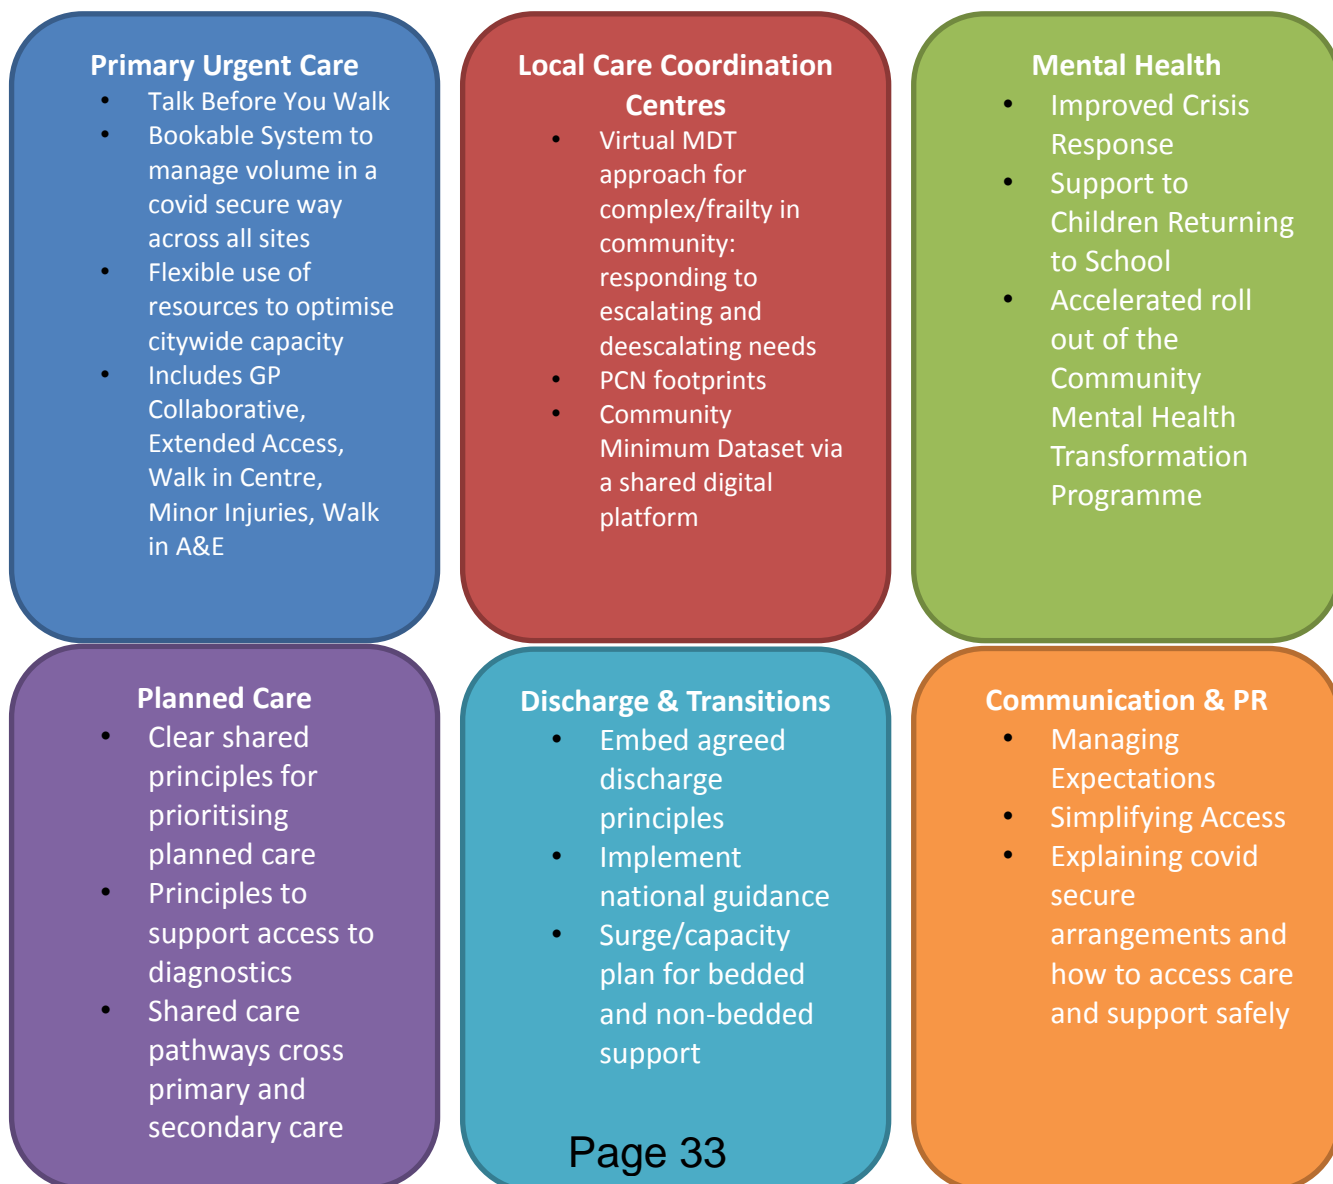 Primary Urgent Care
• Talk Before You Walk
• Bookable System to
manage volume in a
covid secure way
across all sites
• Flexible use of
resources to optimise
citywide capacity
• Includes GP
Collaborative,
Extended Access,
Walk in Centre,
Minor Injuries, Walk
in A&E
Local Care Coordination
Centres
• Virtual MDT
approach for
complex/frailty in
community:
responding to
escalating and
deescalating needs
• PCN footprints
• Community
Minimum Dataset via
a shared digital
platform
Mental Health
• Improved Crisis
Response
• Support to
Children Returning
to School
• Accelerated roll
out of the
Community
Mental Health
Transformation
Programme
Planned Care
• Clear shared
principles for
prioritising
planned care
• Principles to
support access to
diagnostics
• Shared care
pathways cross
primary and
secondary care
Discharge & Transitions
• Embed agreed
discharge
principles
• Implement
national guidance
• Surge/capacity
plan for bedded
and non-bedded
support
Communication & PR
• Managing
Expectations
• Simplifying Access
• Explaining covid
secure
arrangements and
how to access care
and support safely
Page 33